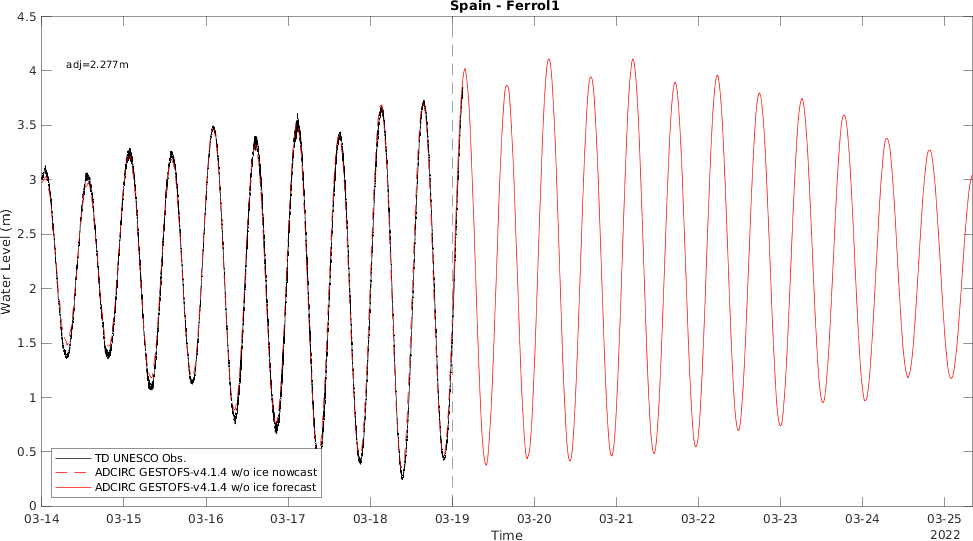 Spain - Ferrol1
4.5
4
3.5
3
2.5
2
1.5
1
0.5
0
Water Level (m)
adj=2.277m
TD UNESCO Obs.
ADCIRC GESTOFS-v4.1.4 w/o ice nowcast
ADCIRC GESTOFS-v4.1.4 w/o ice forecast
03-14 03-15 03-16 03-17 03-18 03-19 03-20 03-21 03-22 03-23 03-24 03-25
2022
Time